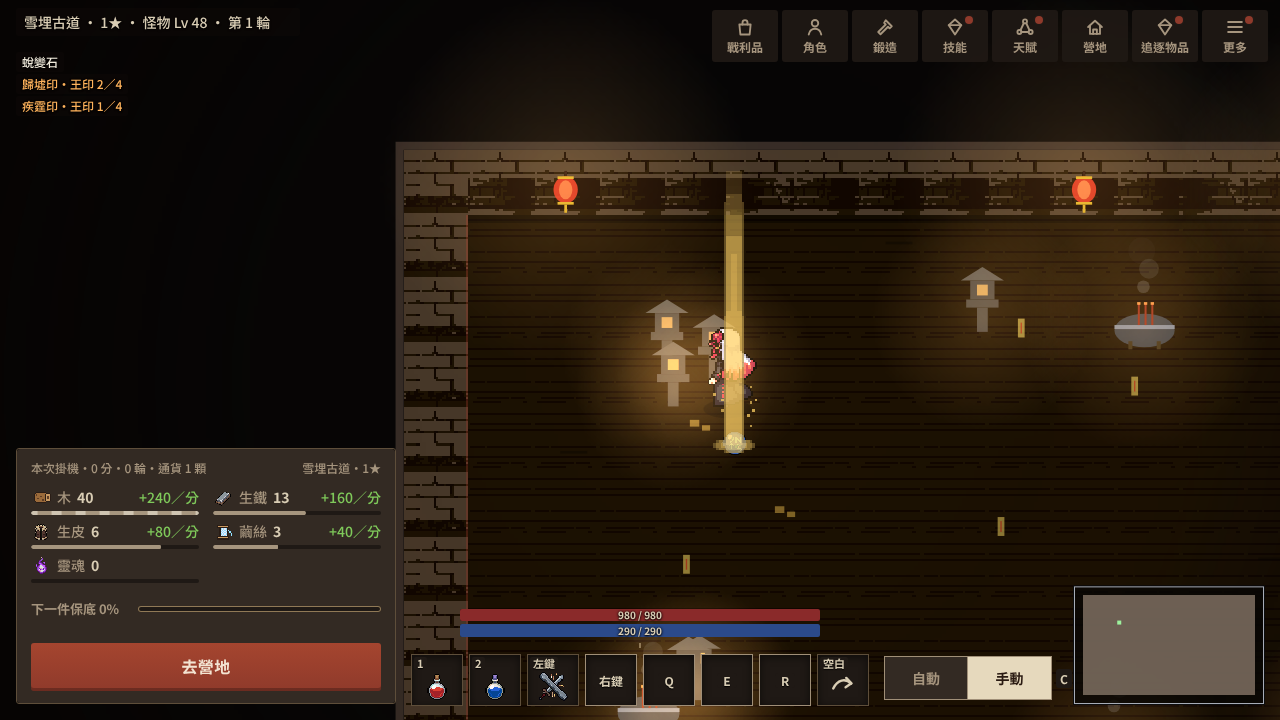 雪埋古道 • 1★ • 怪物 Lv 48 • 第 1 輪
戰利品
角色
鍛造
技能
天賦
營地
追逐物品
更多
蛻變石
歸墟印・王印 2／4
疾霆印・王印 1／4
本次掛機・0 分・0 輪・通貨 1 顆
雪埋古道・1★
木 40 +240／分
生鐵 13 +160／分
生皮 6 +80／分
繭絲 3 +40／分
靈魂 0
下一件保底 0%
去營地
980 / 980
290 / 290
1
2
左鍵
右鍵
Q
E
R
空白
自動
手動
C